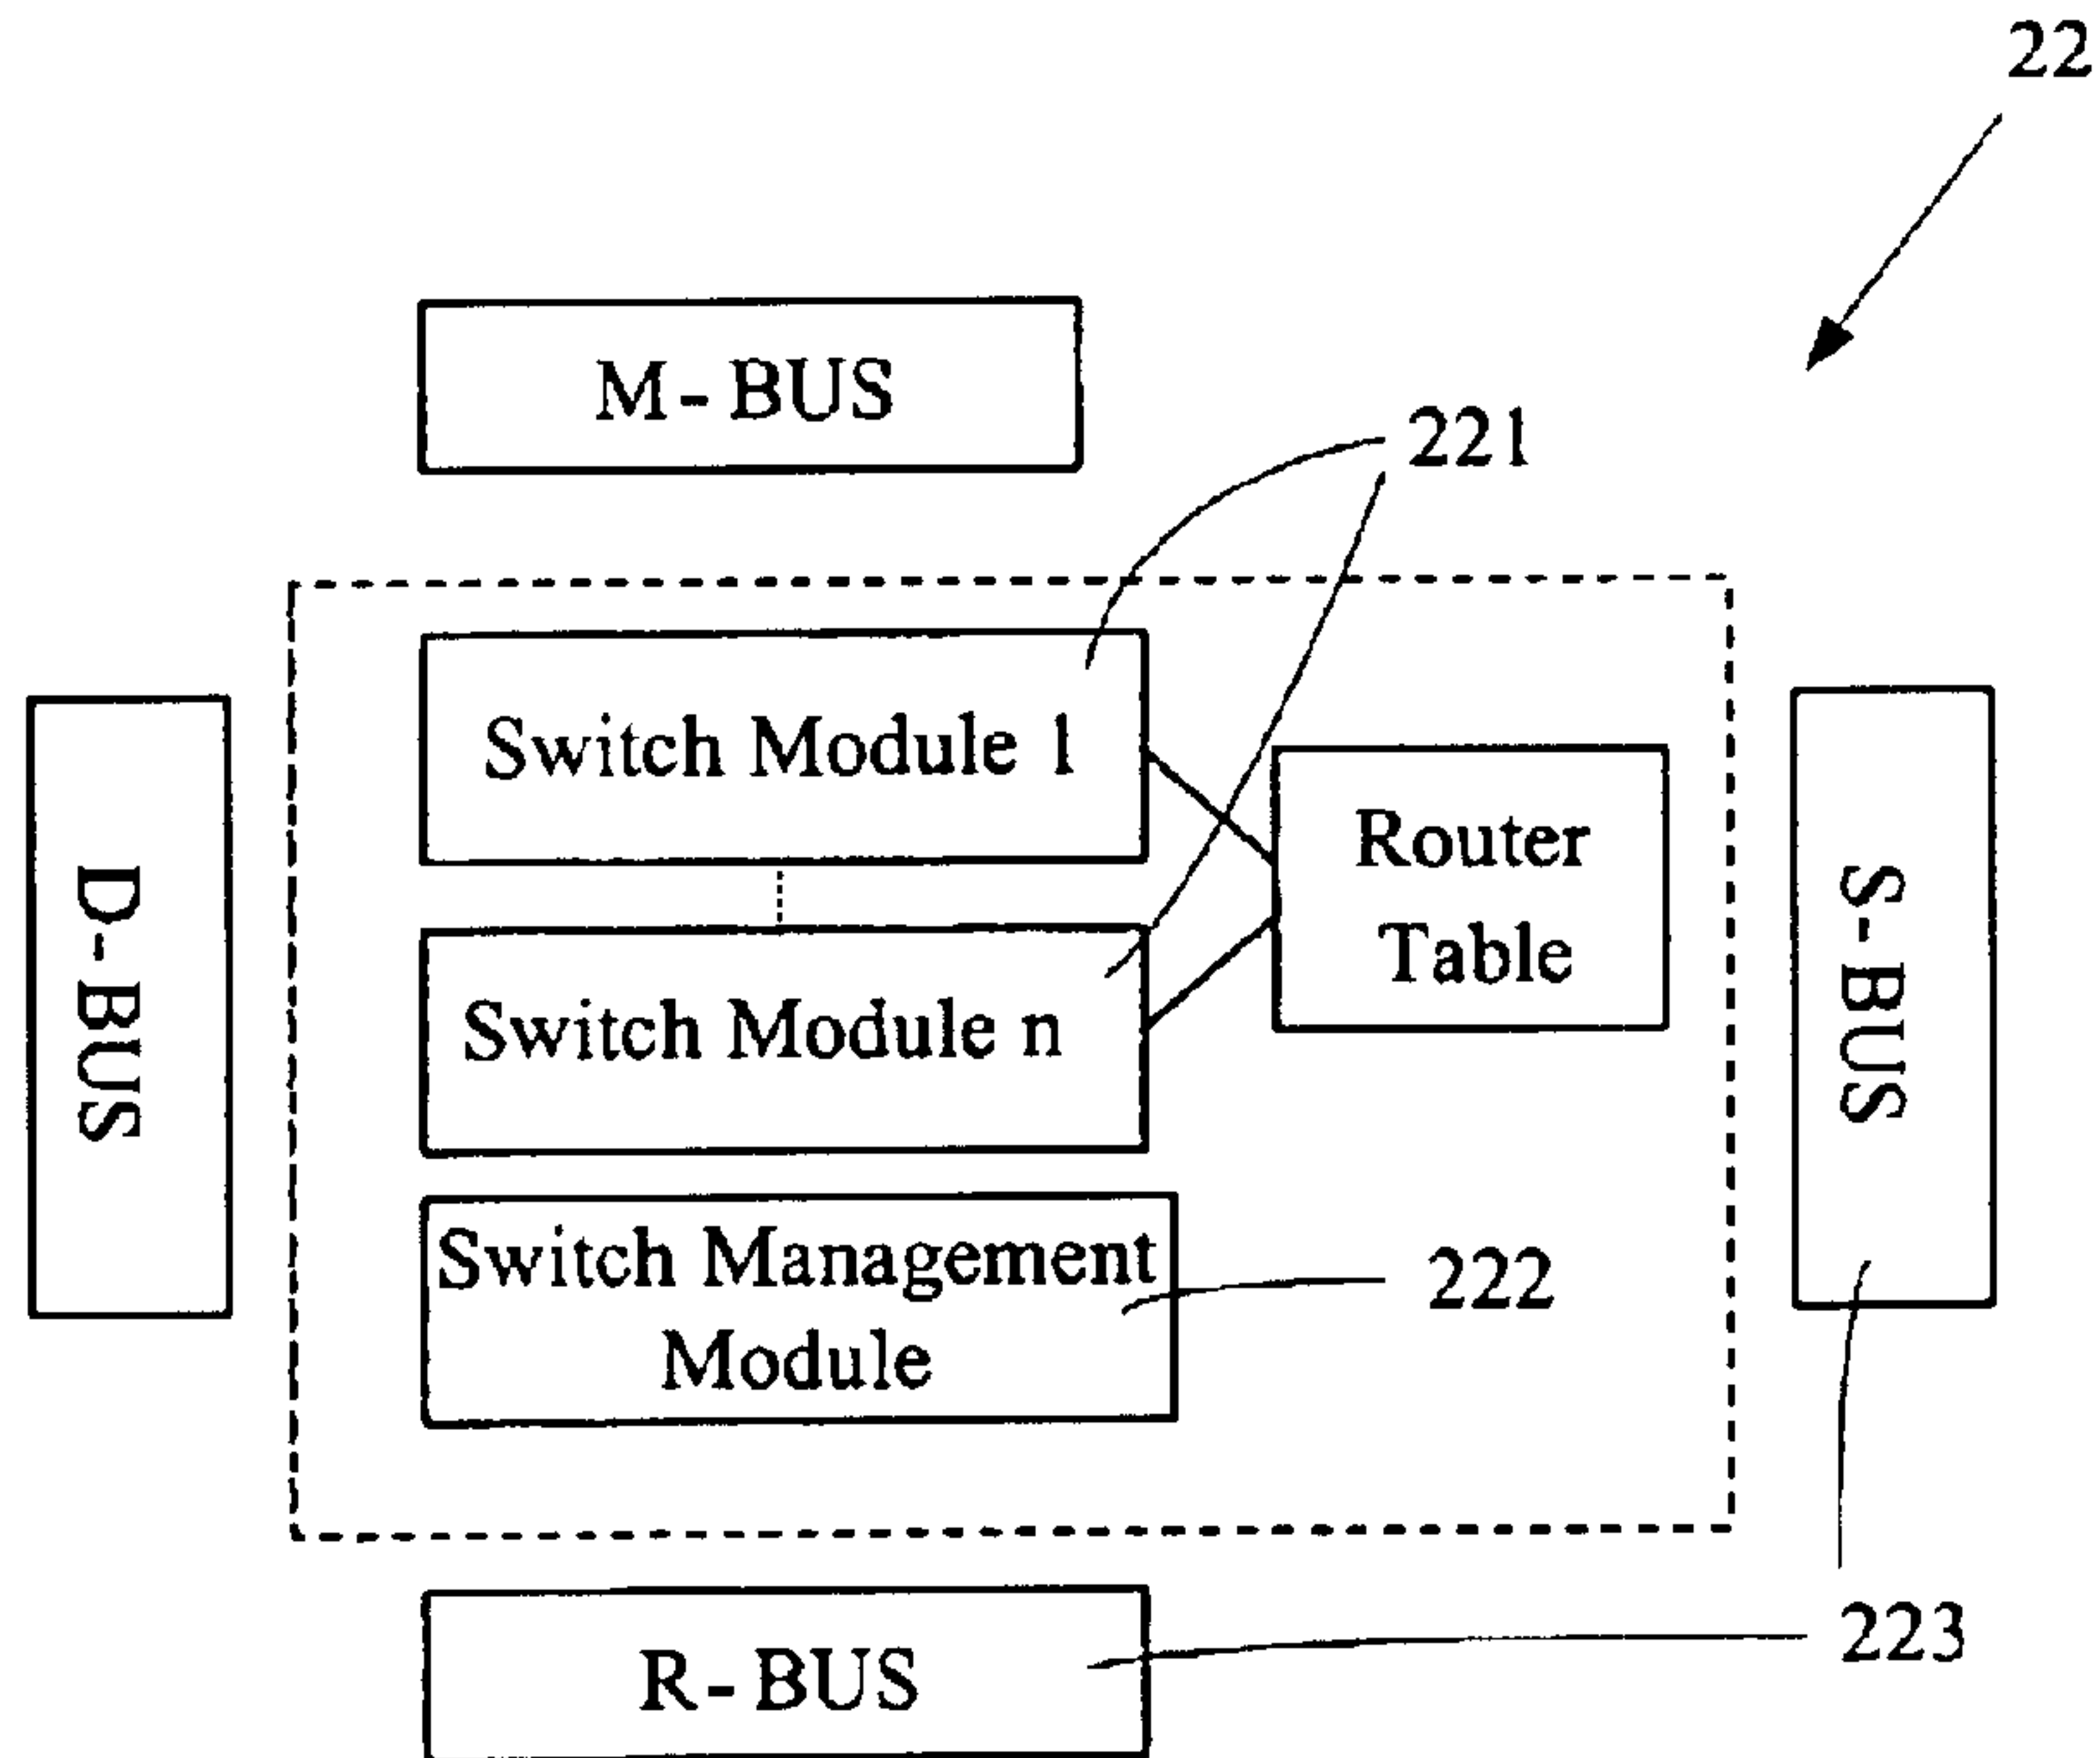 22
M-BUS
221
Switch Module 1
Router
Table
D-BUS
S-BUS
Switch Module n
Switch Management
Module
222
R-BUS
223